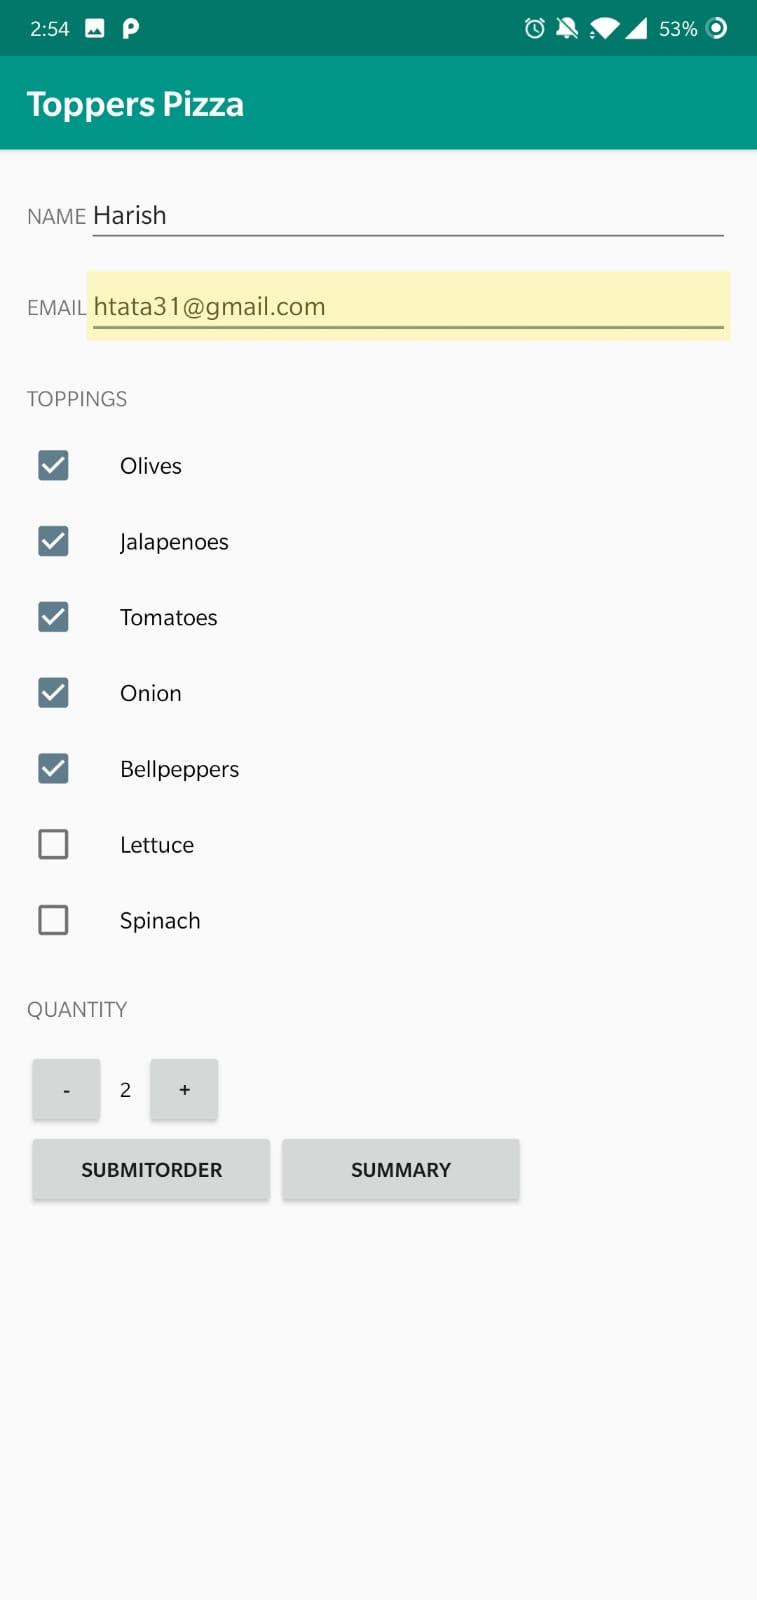 2:54 53%
Toppers Pizza
NAME Harish
EMAIL htata31@gmail.com
TOPPINGS
Olives
Jalapenoes
Tomatoes
Onion
Bellpeppers
Lettuce
Spinach
QUANTITY
- 2 +
SUBMITORDER SUMMARY